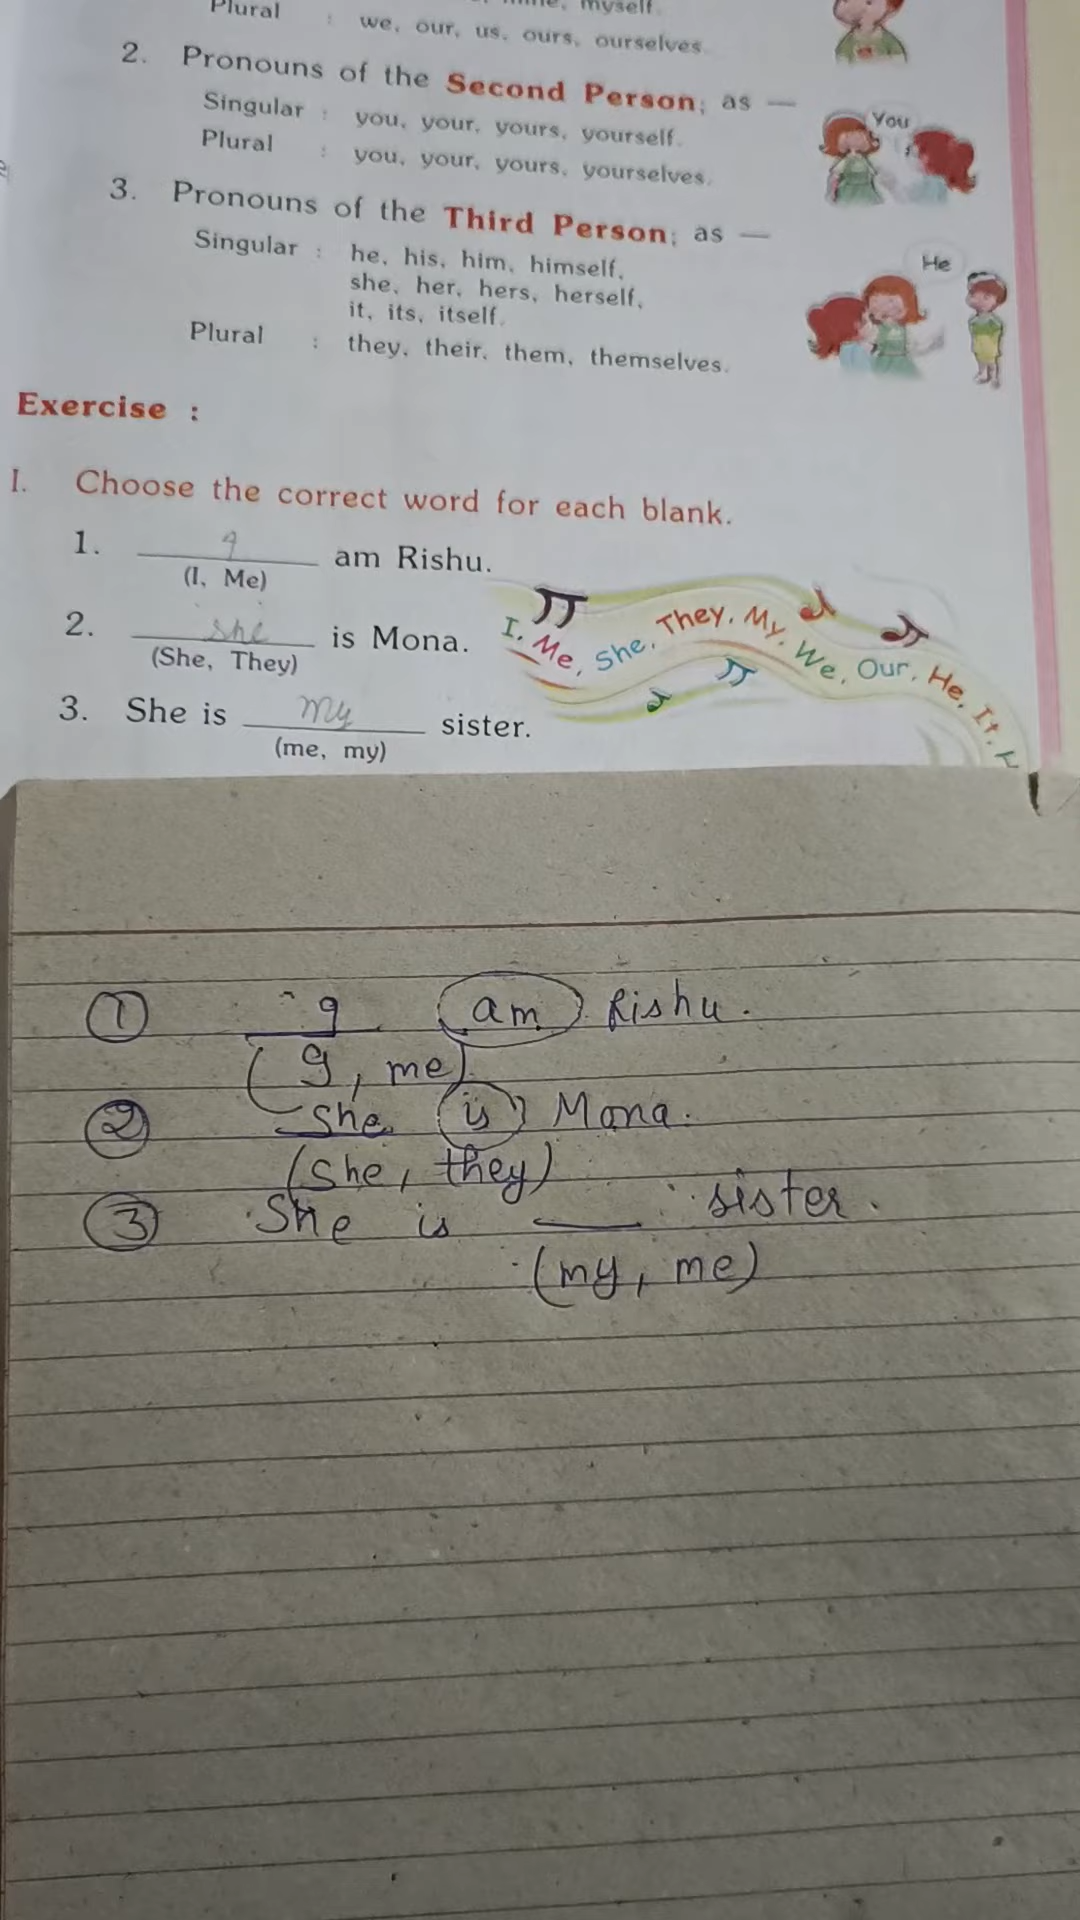 Plural : we, our, us, ours, ourselves.
2. Pronouns of the Second Person; as —
Singular : you, your, yours, yourself.
Plural : you, your, yours, yourselves.
You
3. Pronouns of the Third Person; as —
Singular : he, his, him, himself,
she, her, hers, herself,
it, its, itself.
Plural : they, their, them, themselves.
He
Exercise :
I. Choose the correct word for each blank.
1. I am Rishu.
(I, Me)
2. she is Mona.
(She, They)
I, Me, She, They, My, We, Our, He, It,
3. She is my sister.
(me, my)
1 I am Rishu.
(I, me)
2 She is Mona.
(She, they)
3 She is ___ sister.
(my, me)